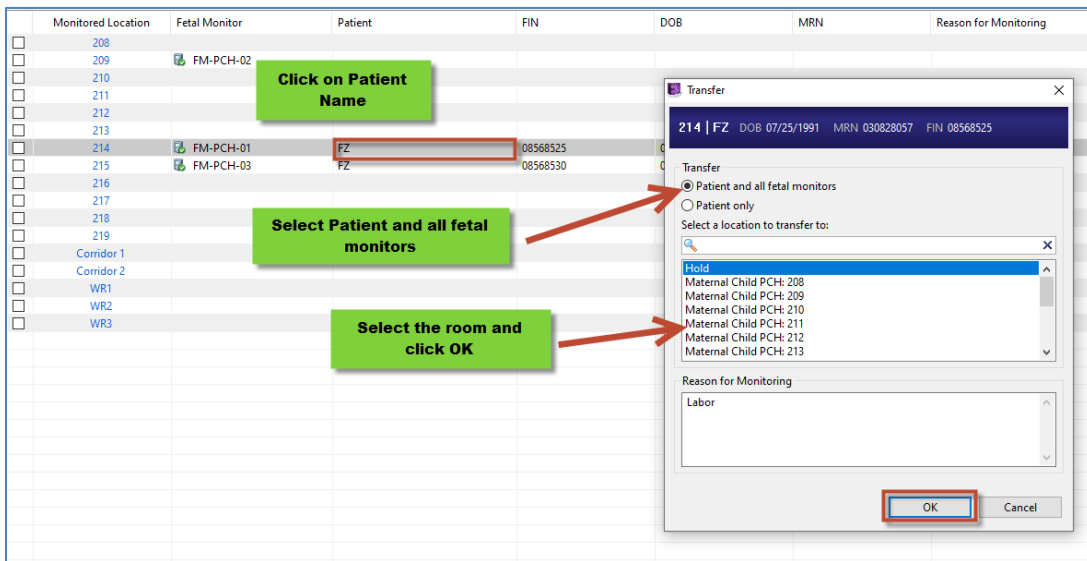 Monitored Location Fetal Monitor Patient FIN DOB MRN Reason for Monitoring
208
209 FM-PCH-02
210
211
212
213
214 FM-PCH-01 FZ 08568525
215 FM-PCH-03 FZ 08568530
216
217
218
219
Corridor 1
Corridor 2
WR1
WR2
WR3
Click on Patient
Name
Select Patient and all fetal
monitors
Select the room and
click OK
Transfer
214 | FZ DOB 07/25/1991 MRN 030828057 FIN 08568525
Transfer
Patient and all fetal monitors
Patient only
Select a location to transfer to:
Hold
Maternal Child PCH: 208
Maternal Child PCH: 209
Maternal Child PCH: 210
Maternal Child PCH: 211
Maternal Child PCH: 212
Maternal Child PCH: 213
Reason for Monitoring
Labor
OK Cancel